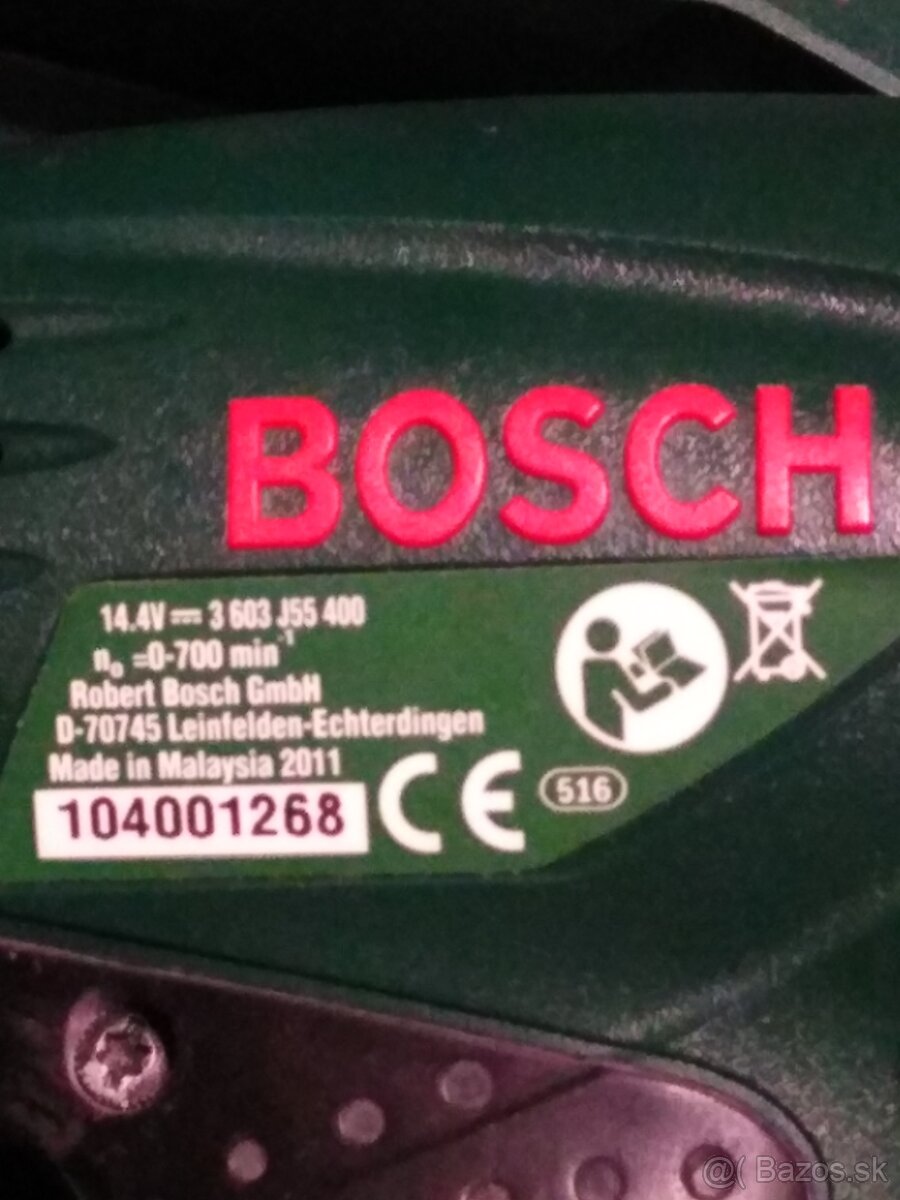 BOSCH
14.4V ⎓ 3 603 J55 400
n₀ =0-700 min⁻¹
Robert Bosch GmbH
D-70745 Leinfelden-Echterdingen
Made in Malaysia 2011
104001268 CE 516
@( Bazos.sk